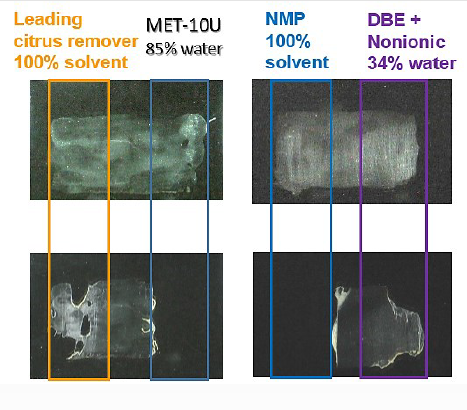 Leading
citrus remover
100% solvent
MET-10U
85% water
NMP
100%
solvent
DBE +
Nonionic
34% water